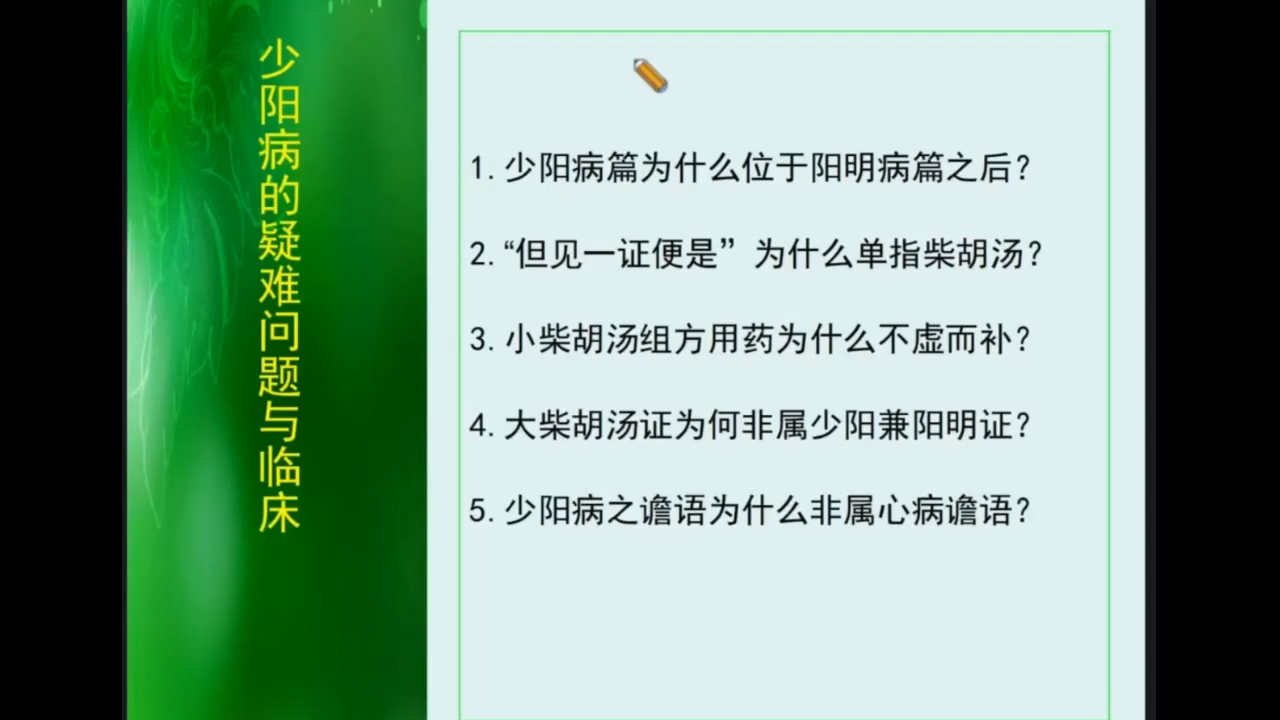 少阳病的疑难问题与临床
1.少阳病篇为什么位于阳明病篇之后?
2.“但见一证便是”为什么单指柴胡汤?
3.小柴胡汤组方用药为什么不虚而补?
4.大柴胡汤证为何非属少阳兼阳明证?
5.少阳病之谵语为什么非属心病谵语?